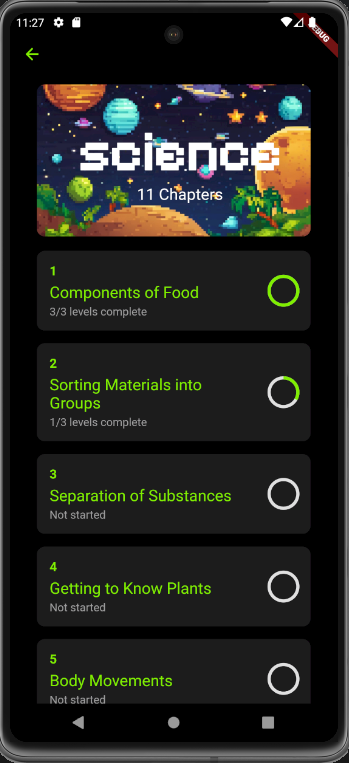 11:27
DEBUG
science
11 Chapters
1
Components of Food
3/3 levels complete
2
Sorting Materials into
Groups
1/3 levels complete
3
Separation of Substances
Not started
4
Getting to Know Plants
Not started
5
Body Movements
Not started